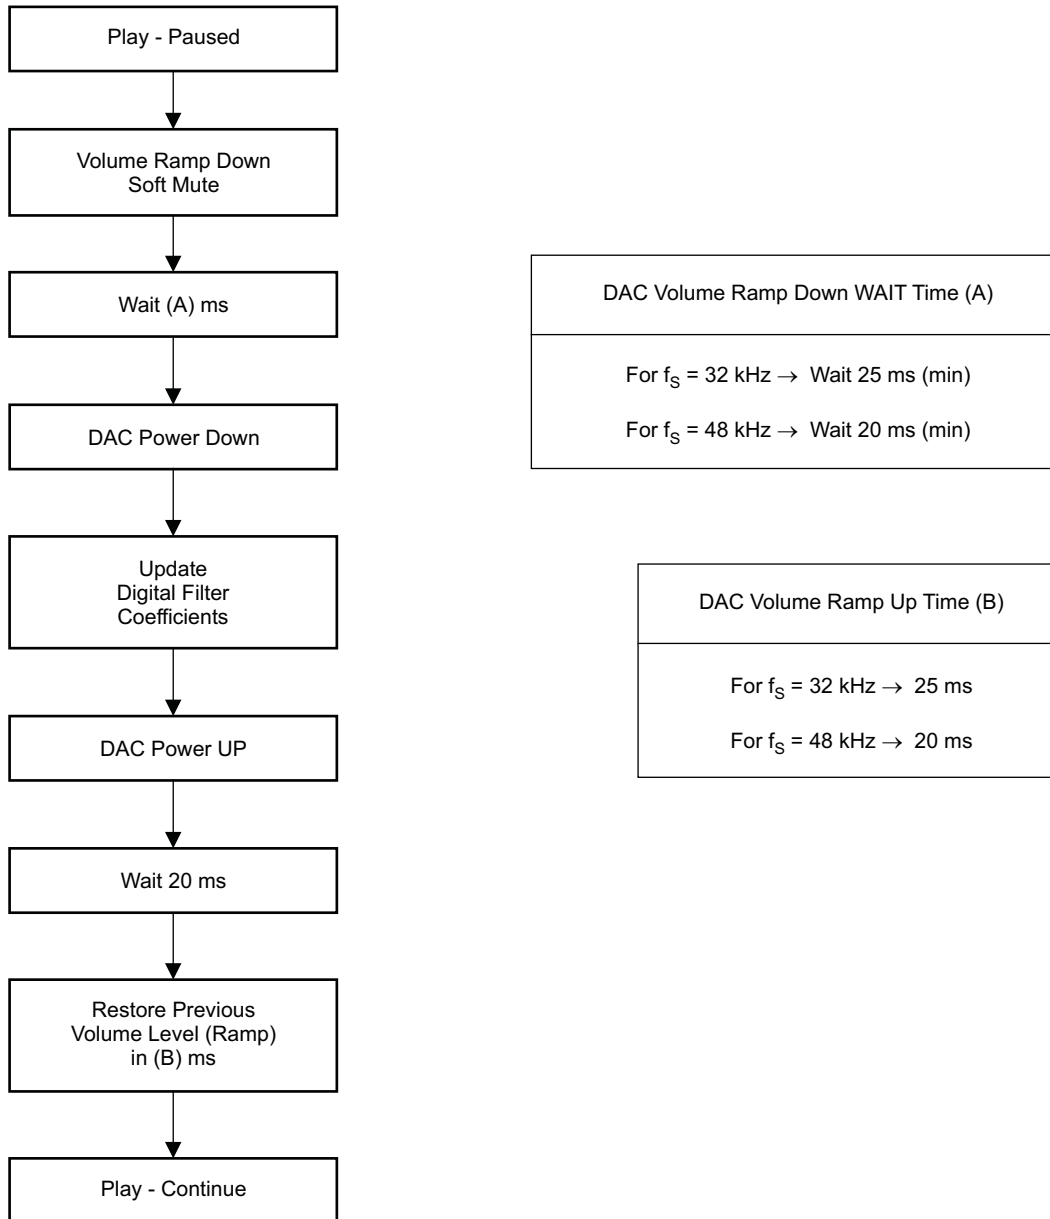 Play - Paused
Volume Ramp Down
Soft Mute
Wait (A) ms
DAC Power Down
Update
Digital Filter
Coefficients
DAC Power UP
Wait 20 ms
Restore Previous
Volume Level (Ramp)
in (B) ms
Play - Continue
DAC Volume Ramp Down WAIT Time (A)
For fS = 32 kHz → Wait 25 ms (min)
For fS = 48 kHz → Wait 20 ms (min)
DAC Volume Ramp Up Time (B)
For fS = 32 kHz → 25 ms
For fS = 48 kHz → 20 ms